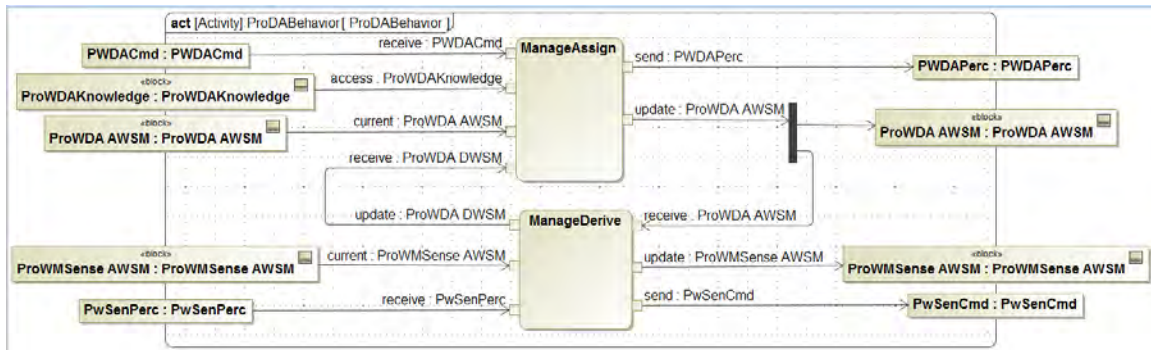 act [Activity] ProDABehavior[ ProDABehavior ]
PWDACmd : PWDACmd
receive : PWDACmd
ManageAssign
send : PWDAPerc
PWDAPerc : PWDAPerc
«block»
ProWDAKnowledge : ProWDAKnowledge
access : ProWDAKnowledge
«block»
ProWDA AWSM : ProWDA AWSM
current : ProWDA AWSM
update : ProWDA AWSM
«block»
ProWDA AWSM : ProWDA AWSM
receive : ProWDA DWSM
update : ProWDA DWSM
ManageDerive
receive : ProWDA AWSM
«block»
ProWMSense AWSM : ProWMSense AWSM
current : ProWMSense AWSM
update : ProWMSense AWSM
«block»
ProWMSense AWSM : ProWMSense AWSM
PwSenPerc : PwSenPerc
receive : PwSenPerc
send : PwSenCmd
PwSenCmd : PwSenCmd